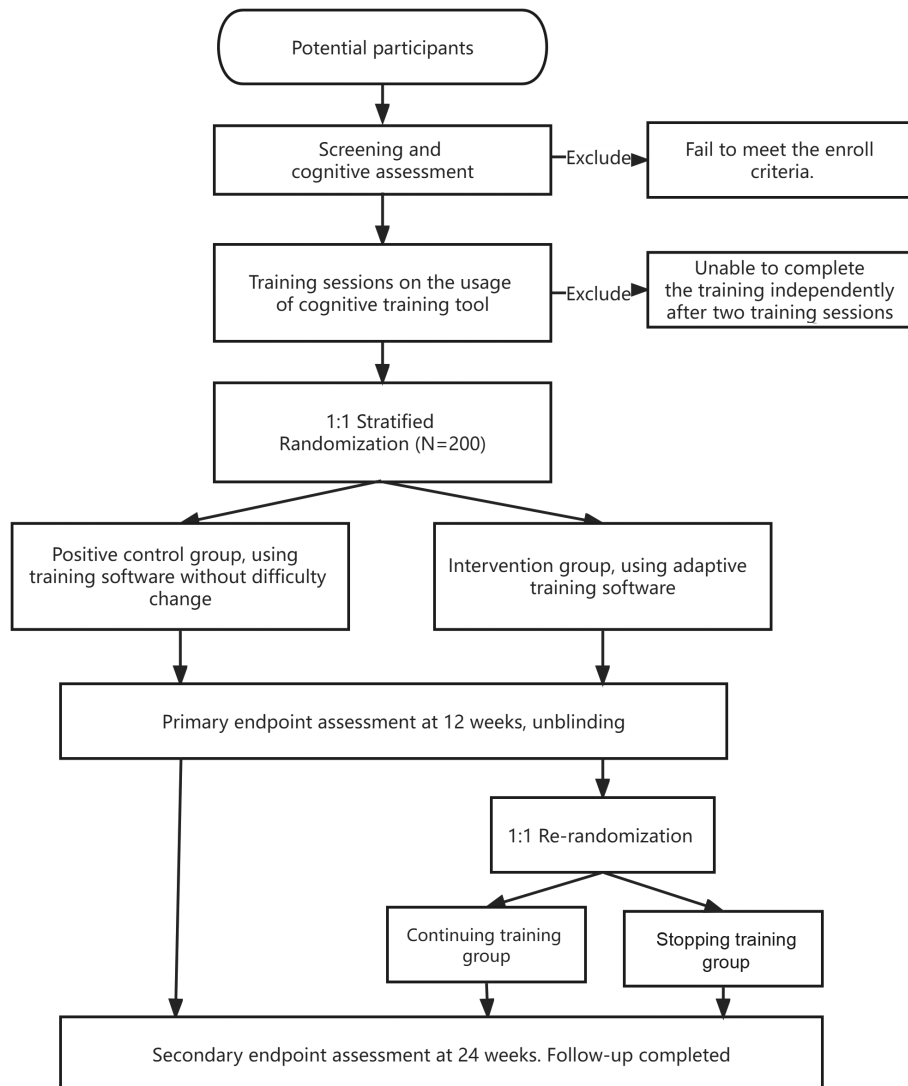 Potential participants
Screening and
cognitive assessment
Exclude
Fail to meet the enroll
criteria.
Training sessions on the usage
of cognitive training tool
Exclude
Unable to complete
the training independently
after two training sessions
1:1 Stratified
Randomization (N=200)
Positive control group, using
training software without difficulty
change
Intervention group, using adaptive
training software
Primary endpoint assessment at 12 weeks, unblinding
1:1 Re-randomization
Continuing training
group
Stopping training
group
Secondary endpoint assessment at 24 weeks. Follow-up completed